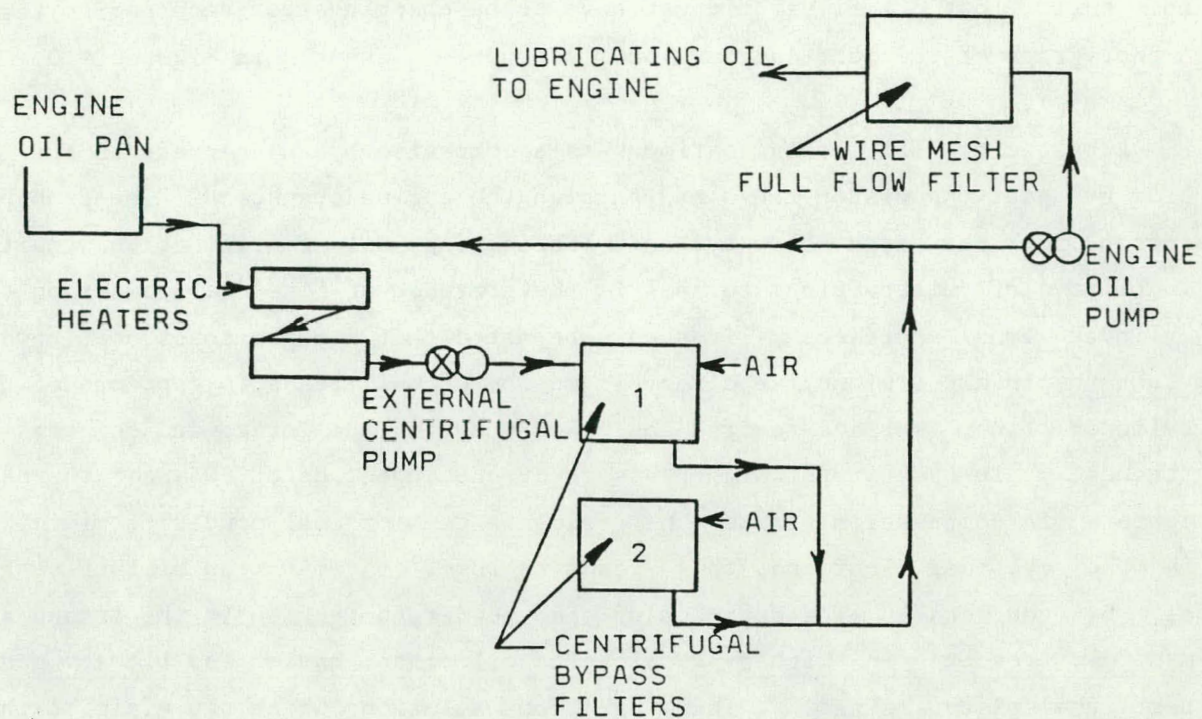 LUBRICATING OIL
TO ENGINE
ENGINE
OIL PAN
WIRE MESH
FULL FLOW FILTER
ELECTRIC
HEATERS
ENGINE
OIL
PUMP
AIR
1
EXTERNAL
CENTRIFUGAL
PUMP
AIR
2
CENTRIFUGAL
BYPASS
FILTERS